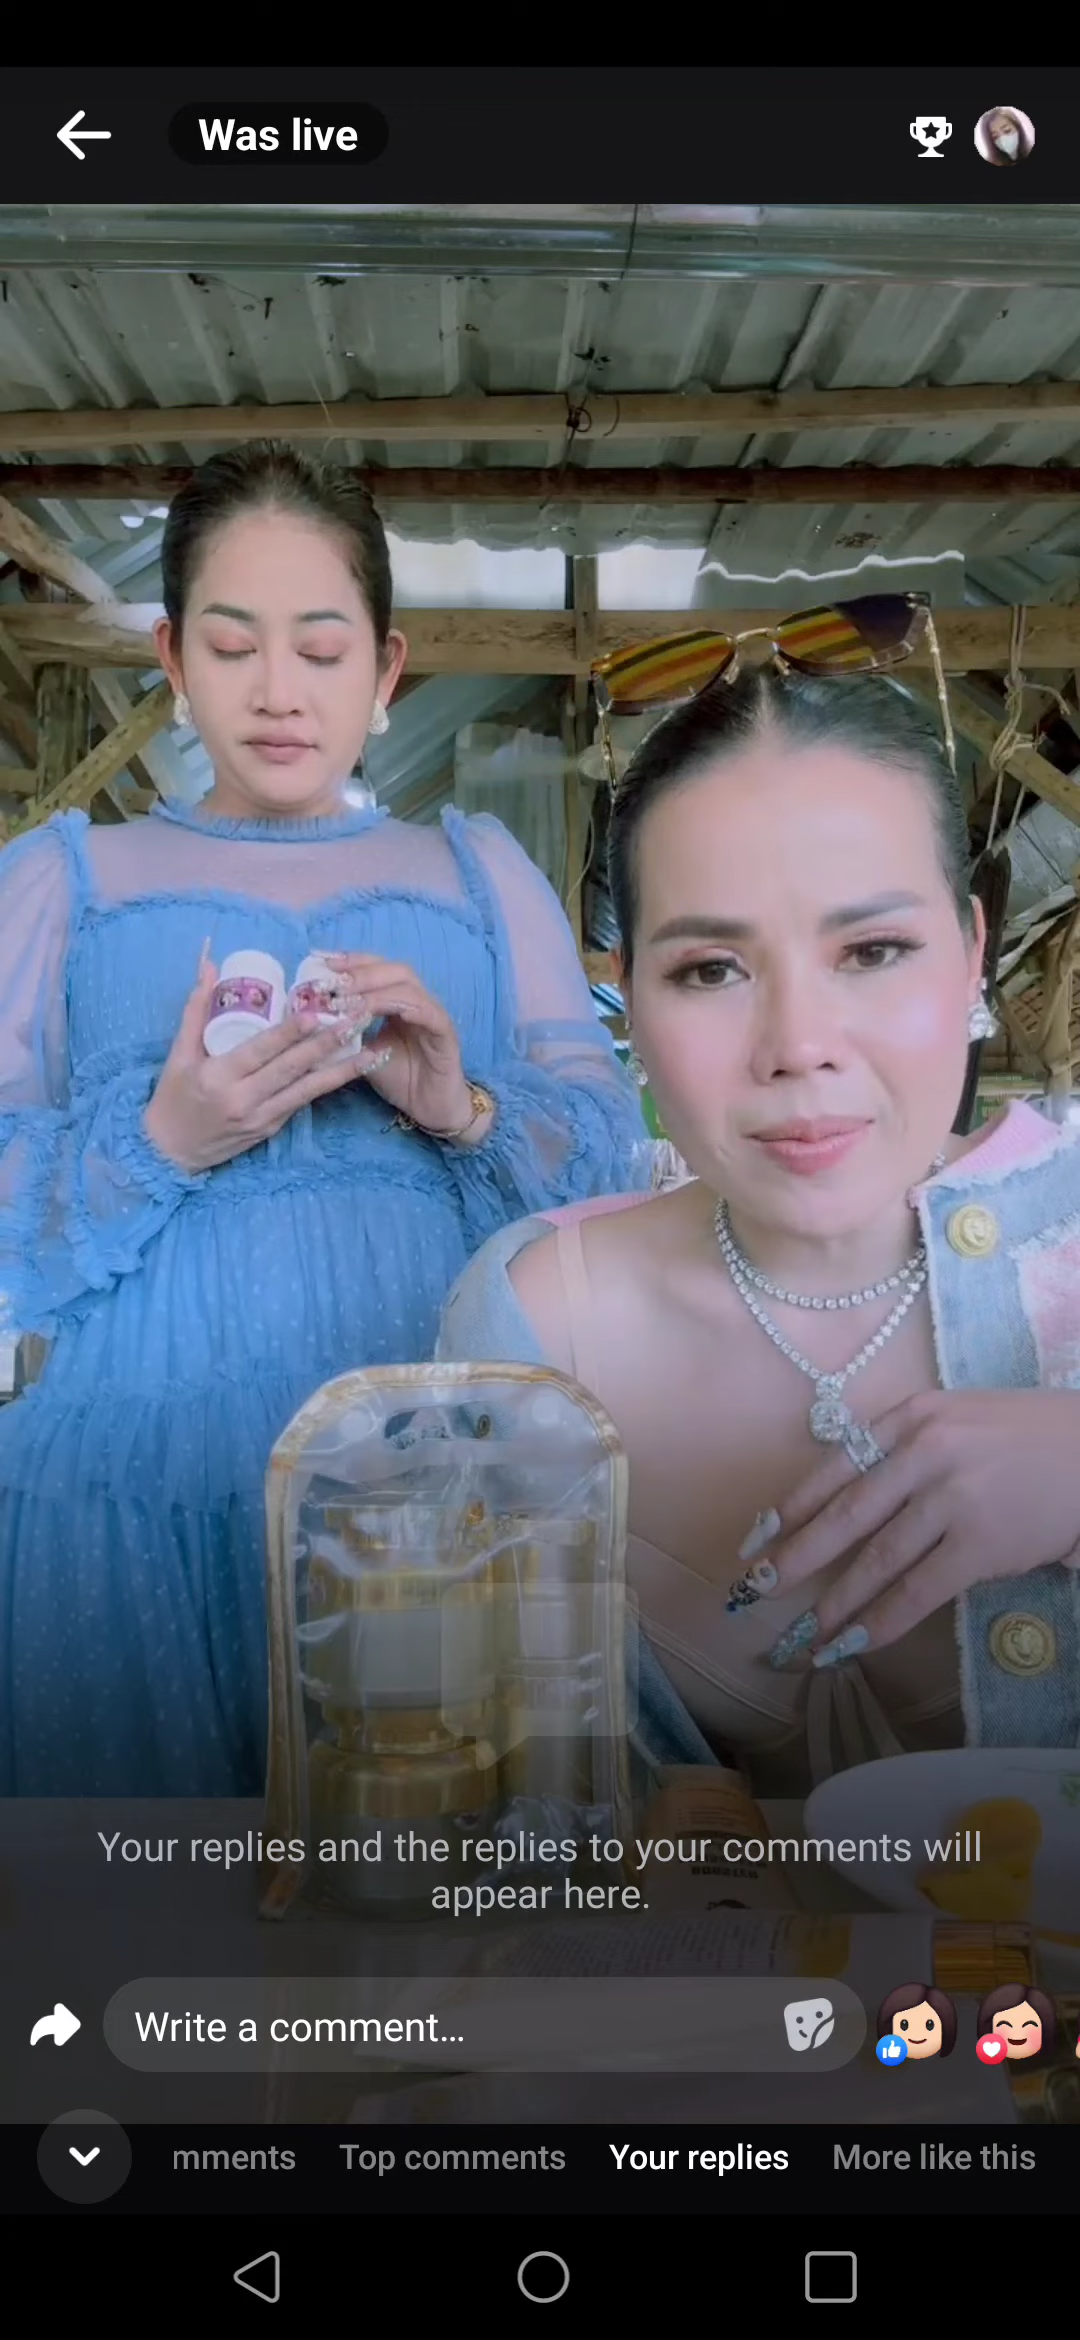 Was live
Your replies and the replies to your comments will
appear here.
Write a comment...
mments
Top comments
Your replies
More like this